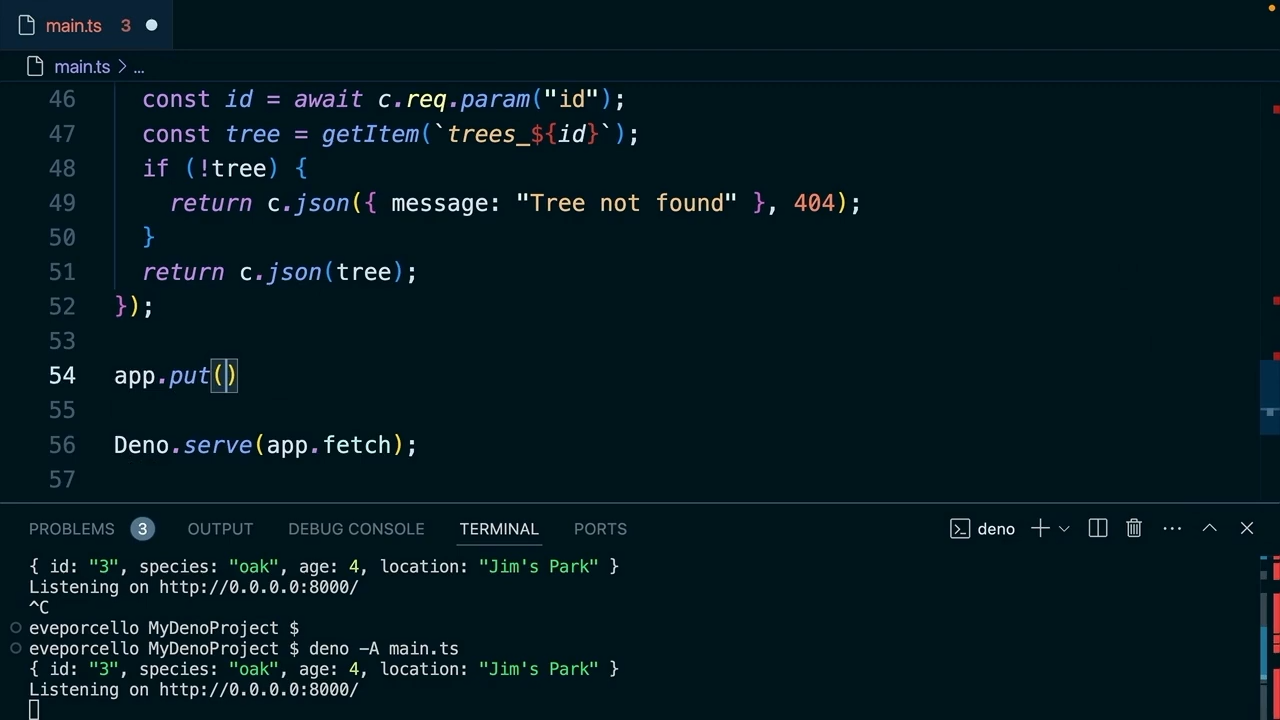 main.ts 3
main.ts > ...
46 const id = await c.req.param("id");
47 const tree = getItem(`trees_${id}`);
48 if (!tree) {
49 return c.json({ message: "Tree not found" }, 404);
50 }
51 return c.json(tree);
52 });
53
54 app.put()
55
56 Deno.serve(app.fetch);
57
PROBLEMS 3 OUTPUT DEBUG CONSOLE TERMINAL PORTS deno
{ id: "3", species: "oak", age: 4, location: "Jim's Park" }
Listening on http://0.0.0.0:8000/
^C
eveporcello MyDenoProject $
eveporcello MyDenoProject $ deno -A main.ts
{ id: "3", species: "oak", age: 4, location: "Jim's Park" }
Listening on http://0.0.0.0:8000/